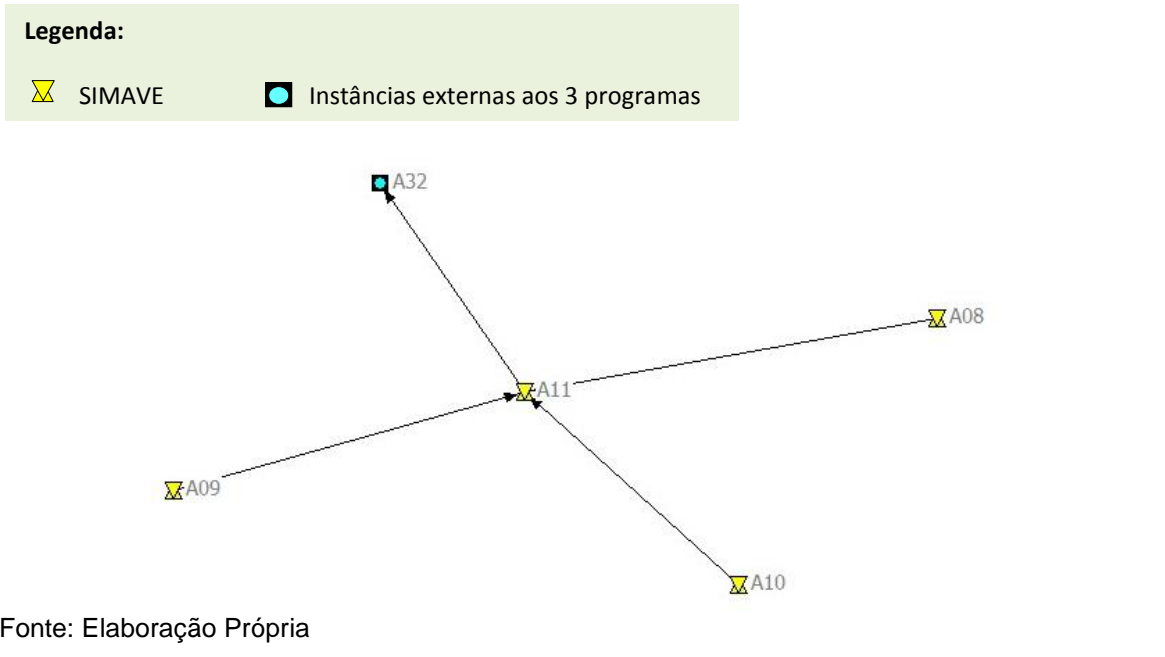 Legenda:
SIMAVE
Instâncias externas aos 3 programas
A32
A08
A11
A09
A10
Fonte: Elaboração Própria